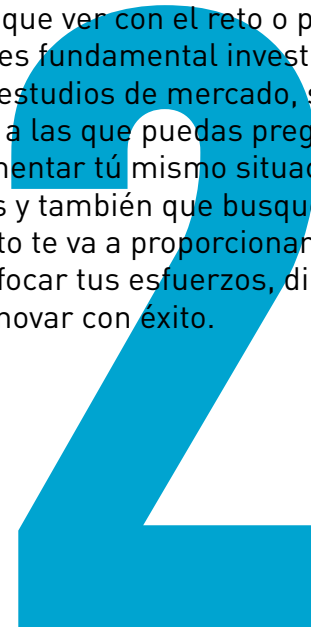 que ver con el reto o p
es fundamental invest
estudios de mercado, s
a las que puedas preg
mentar tú mismo situac
s y también que busque
to te va a proporcionar
focar tus esfuerzos, di
novar con éxito.
2